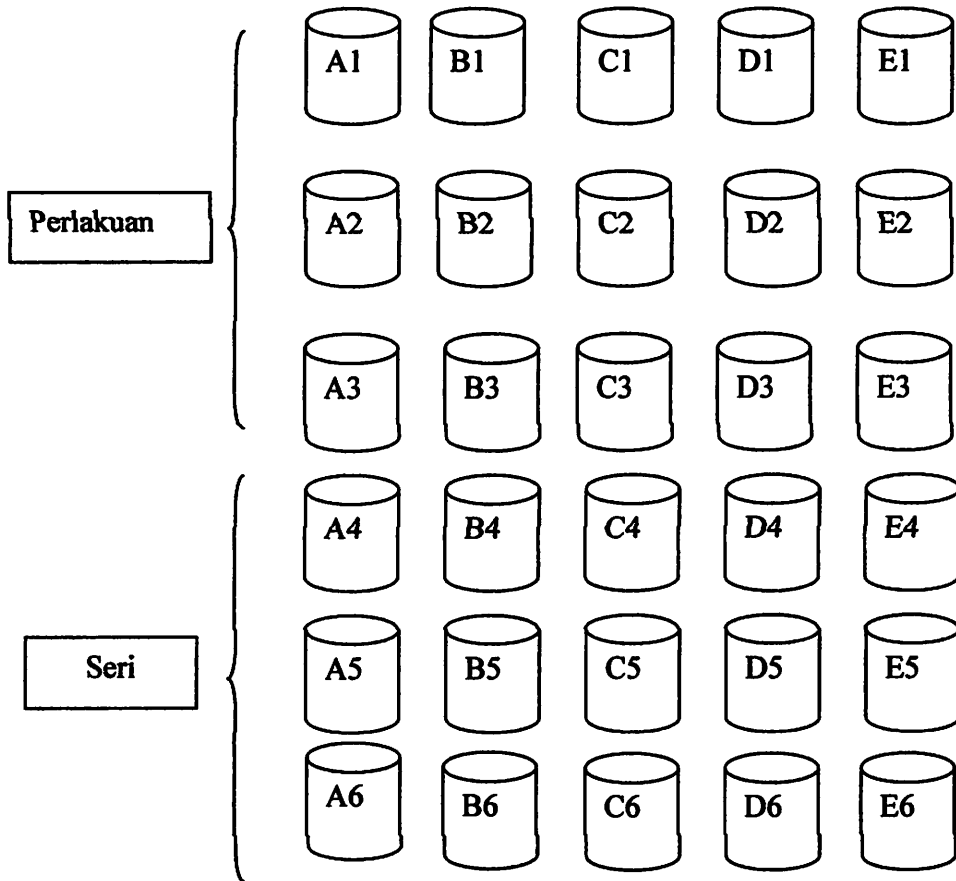 A1 B1 C1 D1 E1
Perlakuan
A2 B2 C2 D2 E2
A3 B3 C3 D3 E3
A4 B4 C4 D4 E4
Seri
A5 B5 C5 D5 E5
A6 B6 C6 D6 E6